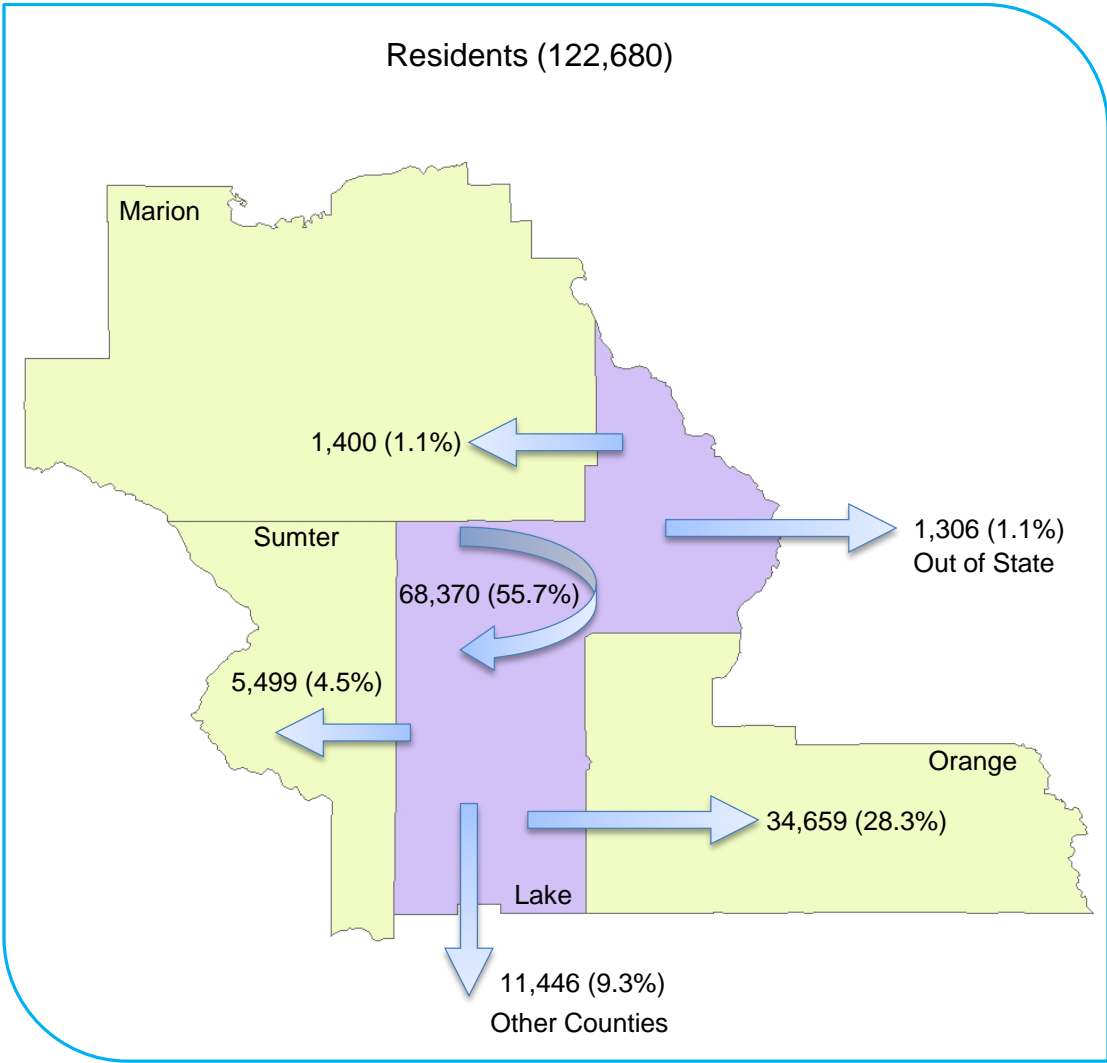 Residents (122,680)
Marion
1,400 (1.1%)
1,306 (1.1%)
Out of State
Sumter
68,370 (55.7%)
5,499 (4.5%)
Orange
34,659 (28.3%)
Lake
11,446 (9.3%)
Other Counties